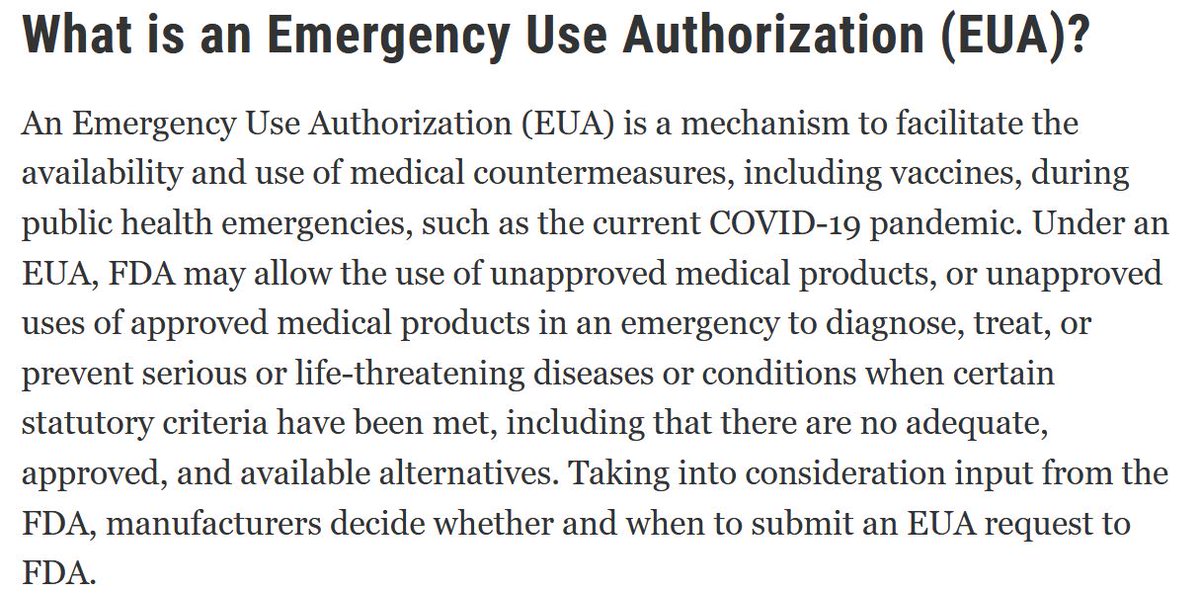 What is an Emergency Use Authorization (EUA)?
An Emergency Use Authorization (EUA) is a mechanism to facilitate the
availability and use of medical countermeasures, including vaccines, during
public health emergencies, such as the current COVID-19 pandemic. Under an
EUA, FDA may allow the use of unapproved medical products, or unapproved
uses of approved medical products in an emergency to diagnose, treat, or
prevent serious or life-threatening diseases or conditions when certain
statutory criteria have been met, including that there are no adequate,
approved, and available alternatives. Taking into consideration input from the
FDA, manufacturers decide whether and when to submit an EUA request to
FDA.